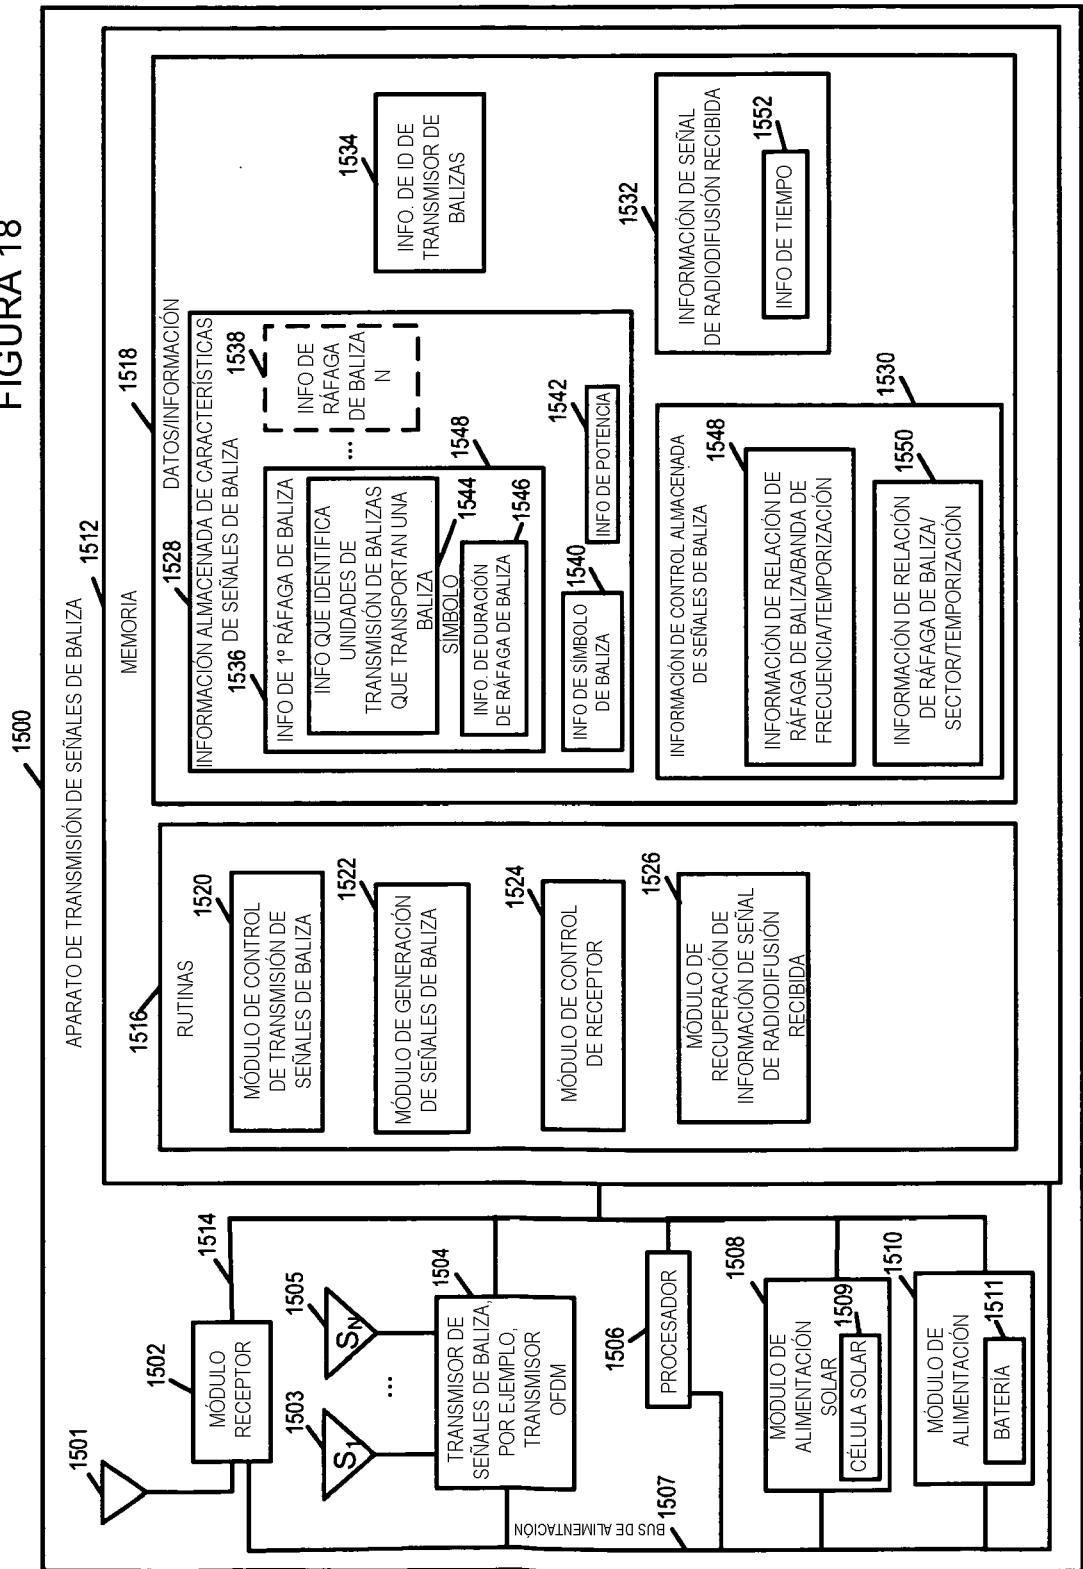 FIGURA 18
1500
APARATO DE TRANSMISIÓN DE SEÑALES DE BALIZA
1501
1502
MÓDULO
RECEPTOR
1514
1503
S1
...
1505
SN
1504
TRANSMISOR DE
SEÑALES DE BALIZA,
POR EJEMPLO,
TRANSMISOR
OFDM
1506
PROCESADOR
BUS DE ALIMENTACIÓN
1507
1508
MÓDULO DE
ALIMENTACIÓN
SOLAR
1509
CÉLULA SOLAR
1510
MÓDULO DE
ALIMENTACIÓN
1511
BATERÍA
1512
MEMORIA
1516
RUTINAS
1520
MÓDULO DE CONTROL
DE TRANSMISIÓN DE
SEÑALES DE BALIZA
1522
MÓDULO DE GENERACIÓN
DE SEÑALES DE BALIZA
1524
MÓDULO DE CONTROL
DE RECEPTOR
1526
MÓDULO DE
RECUPERACIÓN DE
INFORMACIÓN DE SEÑAL
DE RADIODIFUSIÓN
RECIBIDA
1518
DATOS/INFORMACIÓN
1528
INFORMACIÓN ALMACENADA DE CARACTERÍSTICAS
DE SEÑALES DE BALIZA
1536
INFO DE 1º RÁFAGA DE BALIZA
INFO QUE IDENTIFICA
UNIDADES DE
TRANSMISIÓN DE BALIZAS
QUE TRANSPORTAN UNA
BALIZA
SÍMBOLO
1544
INFO. DE DURACIÓN
DE RÁFAGA DE BALIZA
1546
1548
...
1538
INFO DE
RÁFAGA
DE BALIZA
N
1540
INFO DE SÍMBOLO
DE BALIZA
1542
INFO DE POTENCIA
1534
INFO. DE ID DE
TRANSMISOR DE
BALIZAS
1530
INFORMACIÓN DE CONTROL ALMACENADA
DE SEÑALES DE BALIZA
1548
INFORMACIÓN DE RELACIÓN DE
RÁFAGA DE BALIZA/BANDA DE
FRECUENCIA/TEMPORIZACIÓN
1550
INFORMACIÓN DE RELACIÓN
DE RÁFAGA DE BALIZA/
SECTOR/TEMPORIZACIÓN
1532
INFORMACIÓN DE SEÑAL
DE RADIODIFUSIÓN RECIBIDA
1552
INFO DE TIEMPO